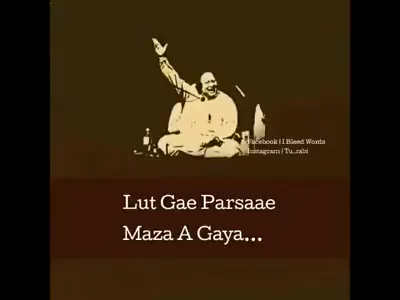 Facebook | I Bleed Words
Instagram | Tu_rabi
Lut Gae Parsaae
Maza A Gaya...